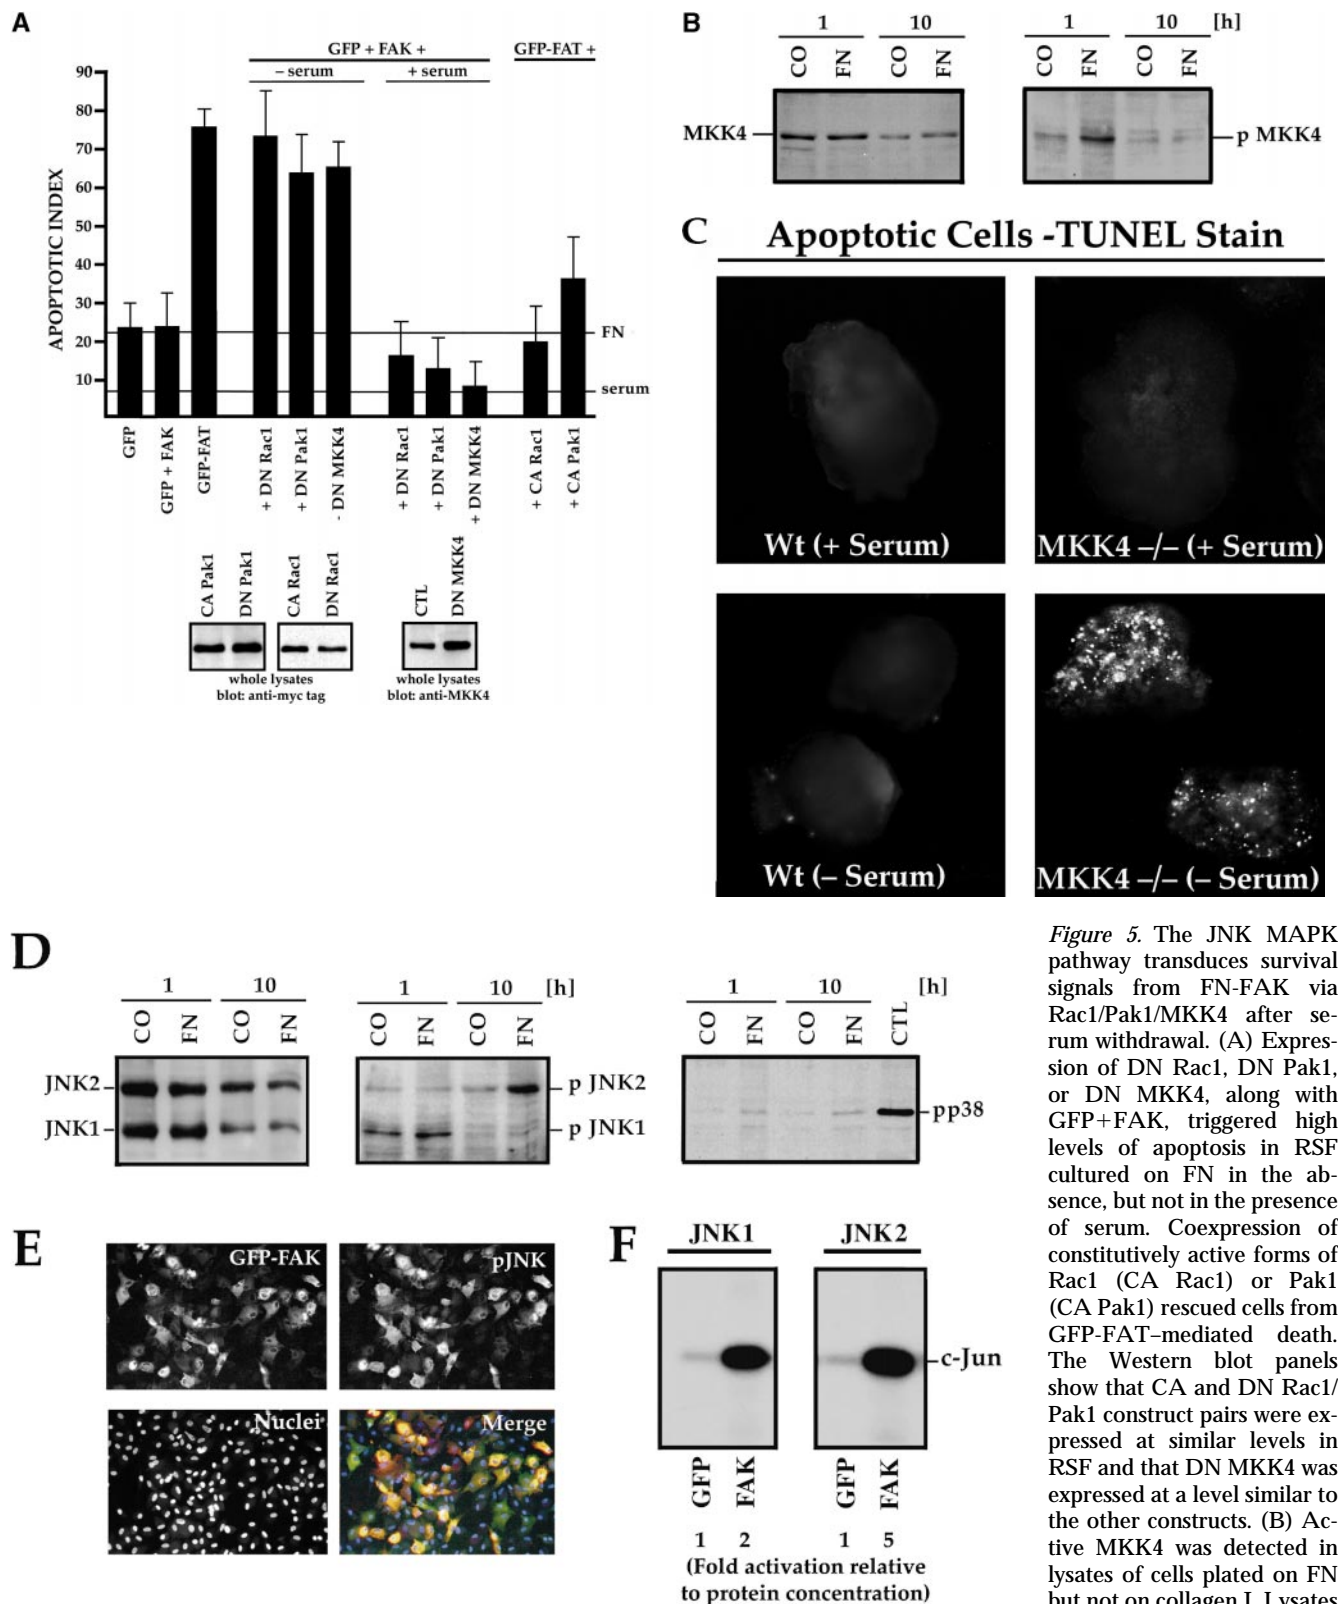 A
GFP + FAK +
GFP-FAT +
– serum
+ serum
90
80
70
60
50
40
30
20
10
APOPTOTIC INDEX
FN
serum
GFP
GFP + FAK
GFP-FAT
+ DN Rac1
+ DN Pak1
- DN MKK4
+ DN Rac1
+ DN Pak1
+ DN MKK4
+ CA Rac1
+ CA Pak1
CA Pak1
DN Pak1
CA Rac1
DN Rac1
CTL
DN MKK4
whole lysates
blot: anti-myc tag
whole lysates
blot: anti-MKK4
B
1
10
1
10
[h]
CO
FN
CO
FN
CO
FN
CO
FN
MKK4
p MKK4
C
Apoptotic Cells -TUNEL Stain
Wt (+ Serum)
MKK4 –/– (+ Serum)
Wt (– Serum)
MKK4 –/– (– Serum)
D
1
10
1
10
[h]
1
10
[h]
CO
FN
CO
FN
CO
FN
CO
FN
CO
FN
CO
FN
CTL
JNK2
JNK1
p JNK2
p JNK1
pp38
E
GFP-FAK
pJNK
Nuclei
Merge
F
JNK1
JNK2
c-Jun
GFP
FAK
GFP
FAK
1
2
1
5
(Fold activation relative
to protein concentration)
Figure 5. The JNK MAPK
pathway transduces survival
signals from FN-FAK via
Rac1/Pak1/MKK4 after se-
rum withdrawal. (A) Expres-
sion of DN Rac1, DN Pak1,
or DN MKK4, along with
GFP+FAK, triggered high
levels of apoptosis in RSF
cultured on FN in the ab-
sence, but not in the presence
of serum. Coexpression of
constitutively active forms of
Rac1 (CA Rac1) or Pak1
(CA Pak1) rescued cells from
GFP-FAT–mediated death.
The Western blot panels
show that CA and DN Rac1/
Pak1 construct pairs were ex-
pressed at similar levels in
RSF and that DN MKK4 was
expressed at a level similar to
the other constructs. (B) Ac-
tive MKK4 was detected in
lysates of cells plated on FN
but not on collagen I. Lysates